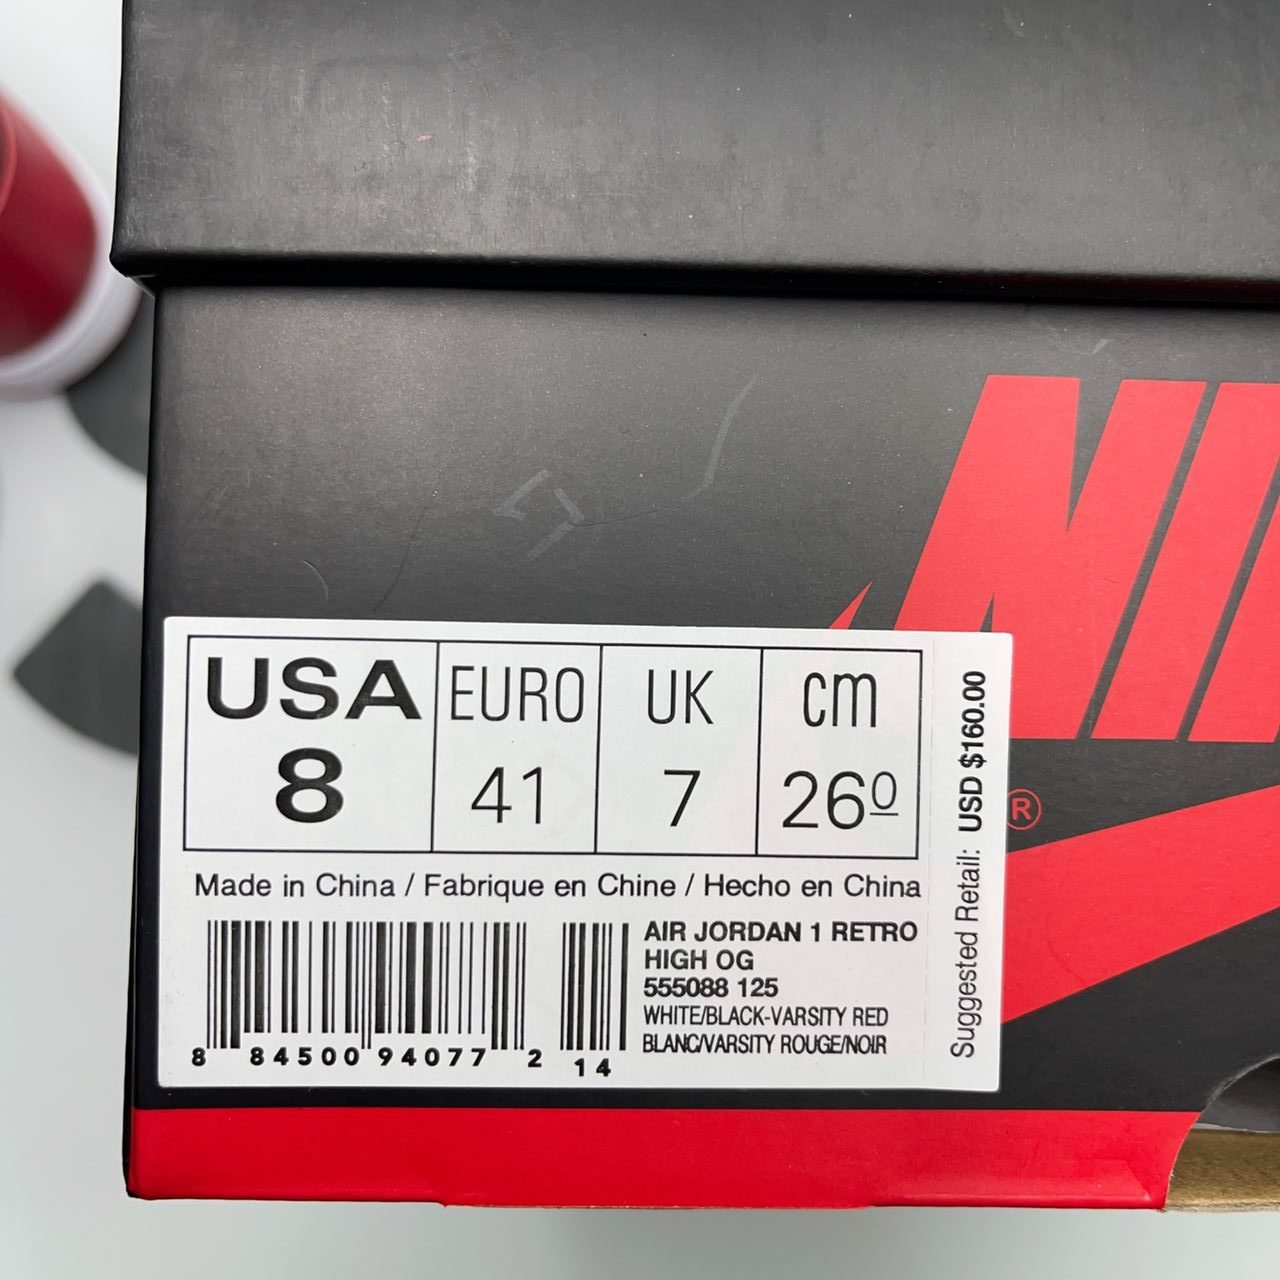 NI
®
USA EURO UK cm
8 41 7 26 0
Made in China / Fabrique en Chine / Hecho en China
AIR JORDAN 1 RETRO
HIGH OG
555088 125
WHITE/BLACK-VARSITY RED
BLANC/VARSITY ROUGE/NOIR
8 84500 94077 2 14
Suggested Retail: USD $160.00